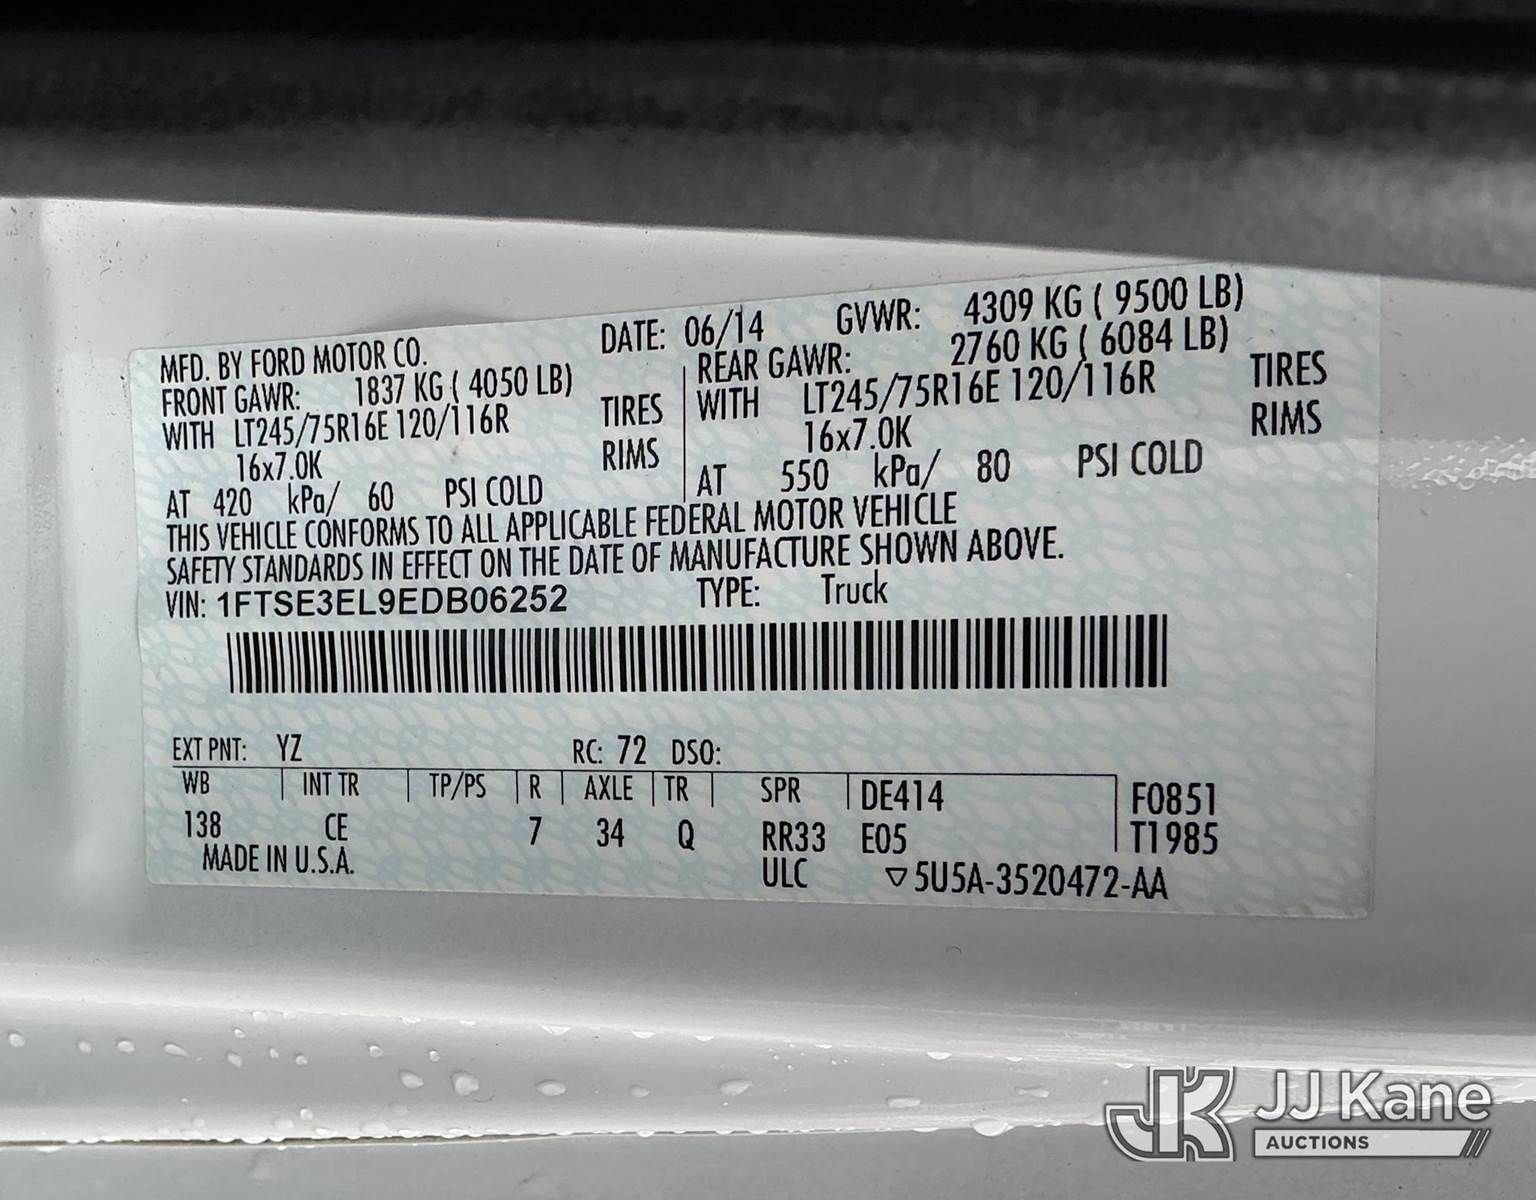 MFD. BY FORD MOTOR CO. DATE: 06/14 GVWR: 4309 KG ( 9500 LB)
FRONT GAWR: 1837 KG ( 4050 LB) REAR GAWR: 2760 KG ( 6084 LB)
WITH LT245/75R16E 120/116R TIRES WITH LT245/75R16E 120/116R TIRES
16x7.0K RIMS 16x7.0K RIMS
AT 420 kPa/ 60 PSI COLD AT 550 kPa/ 80 PSI COLD
THIS VEHICLE CONFORMS TO ALL APPLICABLE FEDERAL MOTOR VEHICLE
SAFETY STANDARDS IN EFFECT ON THE DATE OF MANUFACTURE SHOWN ABOVE.
VIN: 1FTSE3EL9EDB06252 TYPE: Truck
EXT PNT: YZ RC: 72 DSO:
WB INT TR TP/PS R AXLE TR SPR DE414 F0851
138 CE 7 34 Q RR33 E05 T1985
MADE IN U.S.A. ULC ▽5U5A-3520472-AA
JK JJ Kane
AUCTIONS